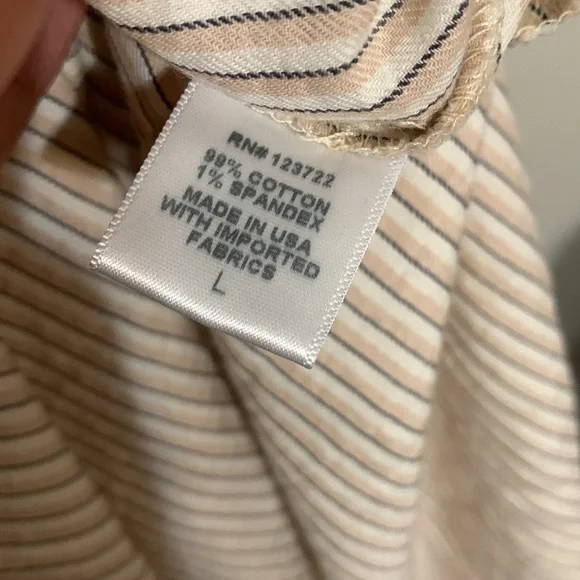 RN# 123722
99% COTTON
1% SPANDEX
MADE IN USA
WITH IMPORTED
FABRICS
L